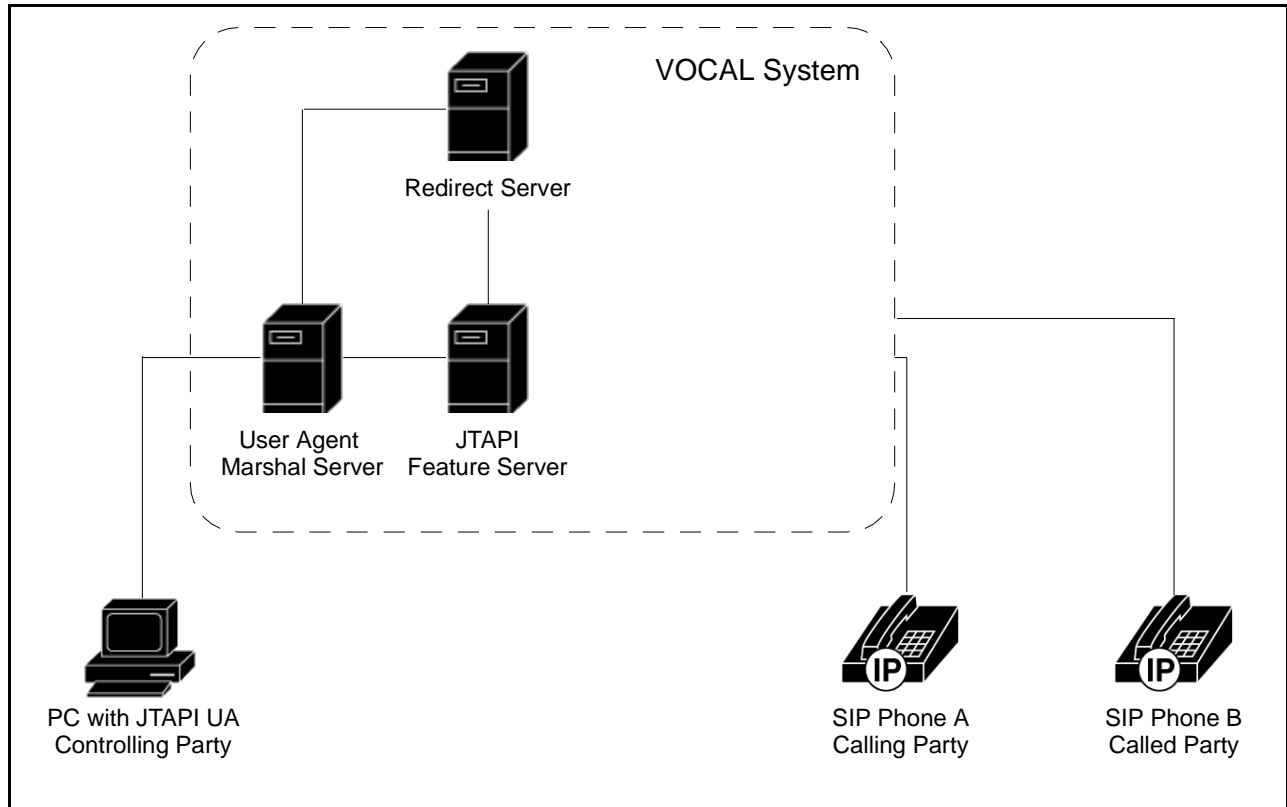 VOCAL System
Redirect Server
User Agent
Marshal Server
JTAPI
Feature Server
IP
IP
PC with JTAPI UA
Controlling Party
SIP Phone A
Calling Party
SIP Phone B
Called Party